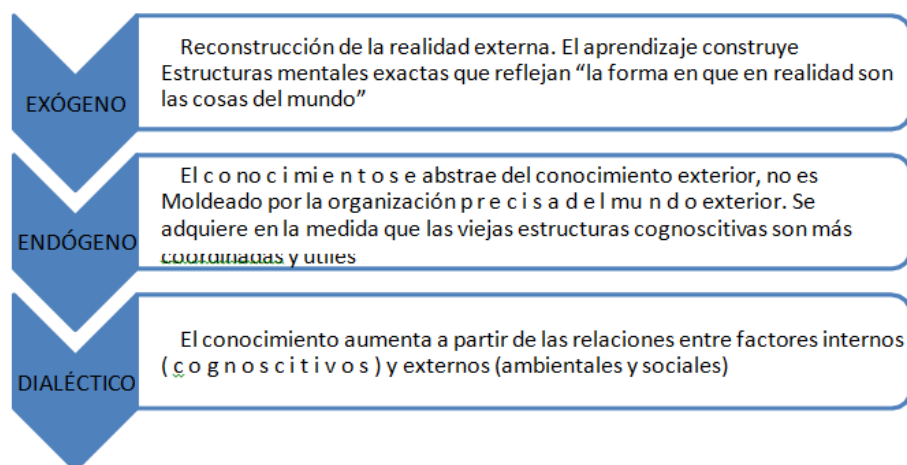 EXÓGENO
Reconstrucción de la realidad externa. El aprendizaje construye
Estructuras mentales exactas que reflejan “la forma en que en realidad son
las cosas del mundo”
ENDÓGENO
El c o no c i mi e n t o s e abstrae del conocimiento exterior, no es
Moldeado por la organización p r e c i s a d e l mu n d o exterior. Se
adquiere en la medida que las viejas estructuras cognoscitivas son más
coordinadas y utiles
DIALÉCTICO
El conocimiento aumenta a partir de las relaciones entre factores internos
( c o g n o s c i t i v o s ) y externos (ambientales y sociales)